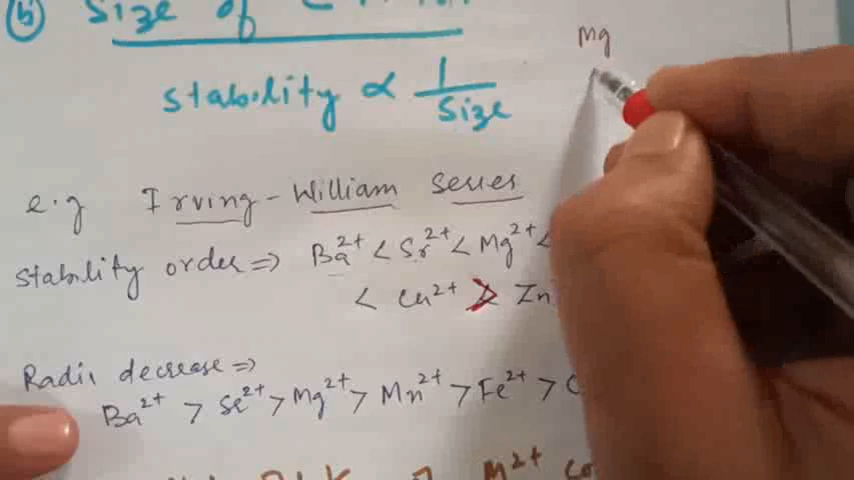 (b) Size of
Mg
stability ∝ 1/Size
e.g Irving-William Series
stability order ⇒ Ba²⁺ < Sr²⁺ < Mg²⁺ <
< Cu²⁺ > Zn
Radii decrease ⇒
Ba²⁺ > Sr²⁺ > Mg²⁺ > Mn²⁺ > Fe²⁺ > C
M²⁺